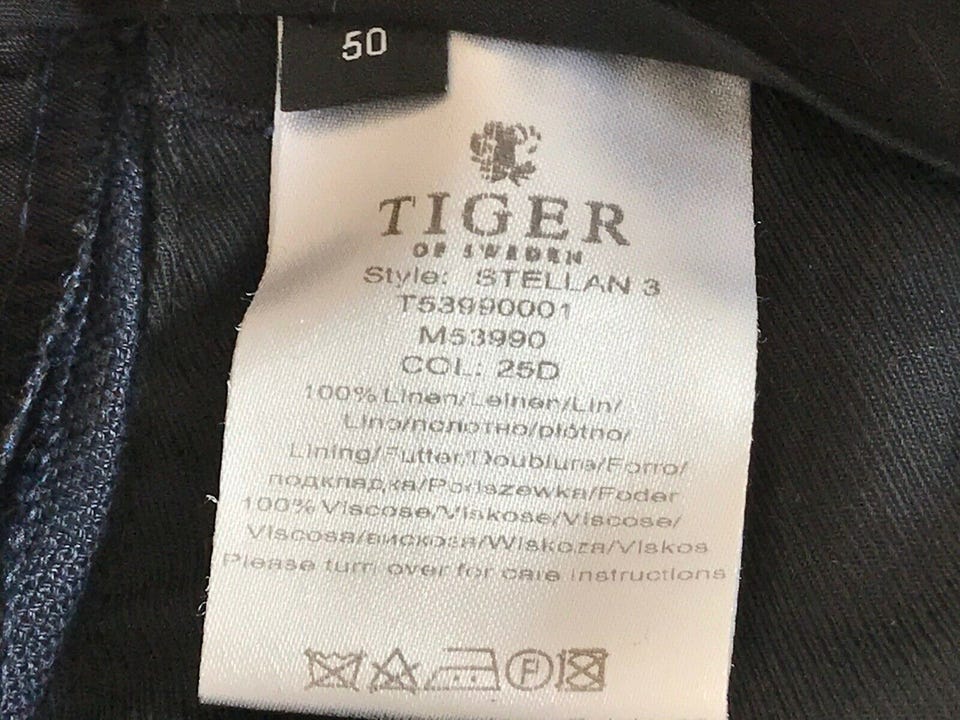 50
TIGER
OF SWEDEN
Style: STELLAN 3
T53990001
M53990
COL: 25D
100% Linen/Leinen/Lin/
Lino/полотно/płótno/
Lining/Futter/Doublure/Forro/
подкладка/Podszewka/Foder
100% Viscose/Viskose/Viscose/
Viscosa/вискоза/Wiskoza/Viskos
Please turn over for care instructions
F